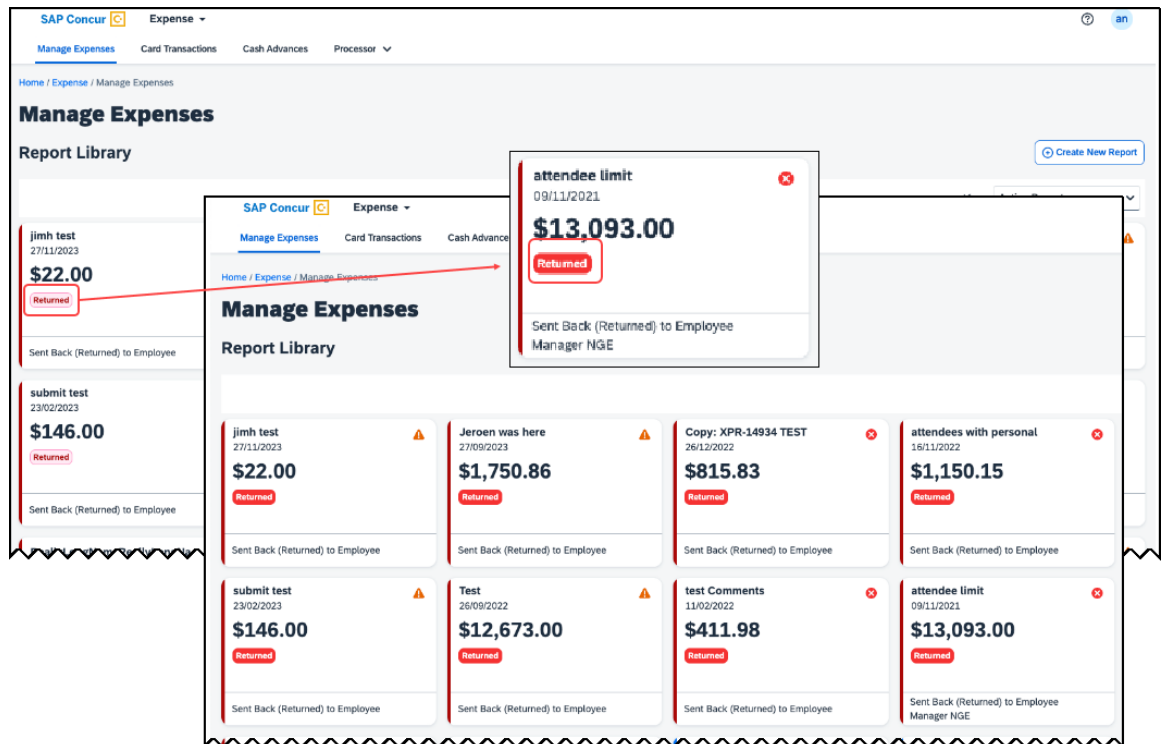 SAP Concur C Expense
an
Manage Expenses Card Transactions Cash Advances Processor
Home / Expense / Manage Expenses
Manage Expenses
Report Library
Create New Report
jimh test
27/11/2023
$22.00
Returned
Sent Back (Returned) to Employee
submit test
23/02/2023
$146.00
Returned
Sent Back (Returned) to Employee
attendee limit
09/11/2021
$13,093.00
Returned
Sent Back (Returned) to Employee
Manager NGE
SAP Concur C Expense
Manage Expenses Card Transactions Cash Advance
Home / Expense / Manage Expenses
Manage Expenses
Report Library
jimh test
27/11/2023
$22.00
Returned
Sent Back (Returned) to Employee
Jeroen was here
27/09/2023
$1,750.86
Returned
Sent Back (Returned) to Employee
Copy: XPR-14934 TEST
26/12/2022
$815.83
Returned
Sent Back (Returned) to Employee
attendees with personal
16/11/2022
$1,150.15
Returned
Sent Back (Returned) to Employee
submit test
23/02/2023
$146.00
Returned
Sent Back (Returned) to Employee
Test
26/09/2022
$12,673.00
Returned
Sent Back (Returned) to Employee
test Comments
11/02/2022
$411.98
Returned
Sent Back (Returned) to Employee
attendee limit
09/11/2021
$13,093.00
Returned
Sent Back (Returned) to Employee
Manager NGE